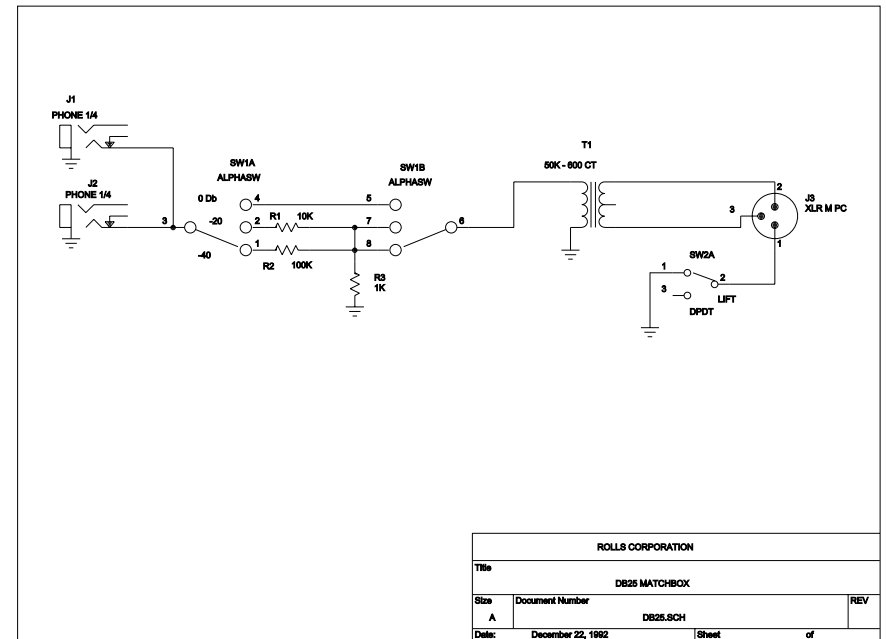 J1
PHONE 1/4
J2
PHONE 1/4
3
SW1A
ALPHASW
0 Db
4
-20
2
-40
1
R1 10K
R2 100K
SW1B
ALPHASW
5
7
8
6
R3
1K
T1
50K - 600 CT
2
3
1
J3
XLR M PC
SW2A
1
2
3
LIFT
DPDT
ROLLS CORPORATION
Title
DB25 MATCHBOX
Size Document Number REV
A DB25.SCH
Date: December 22, 1992 Sheet of